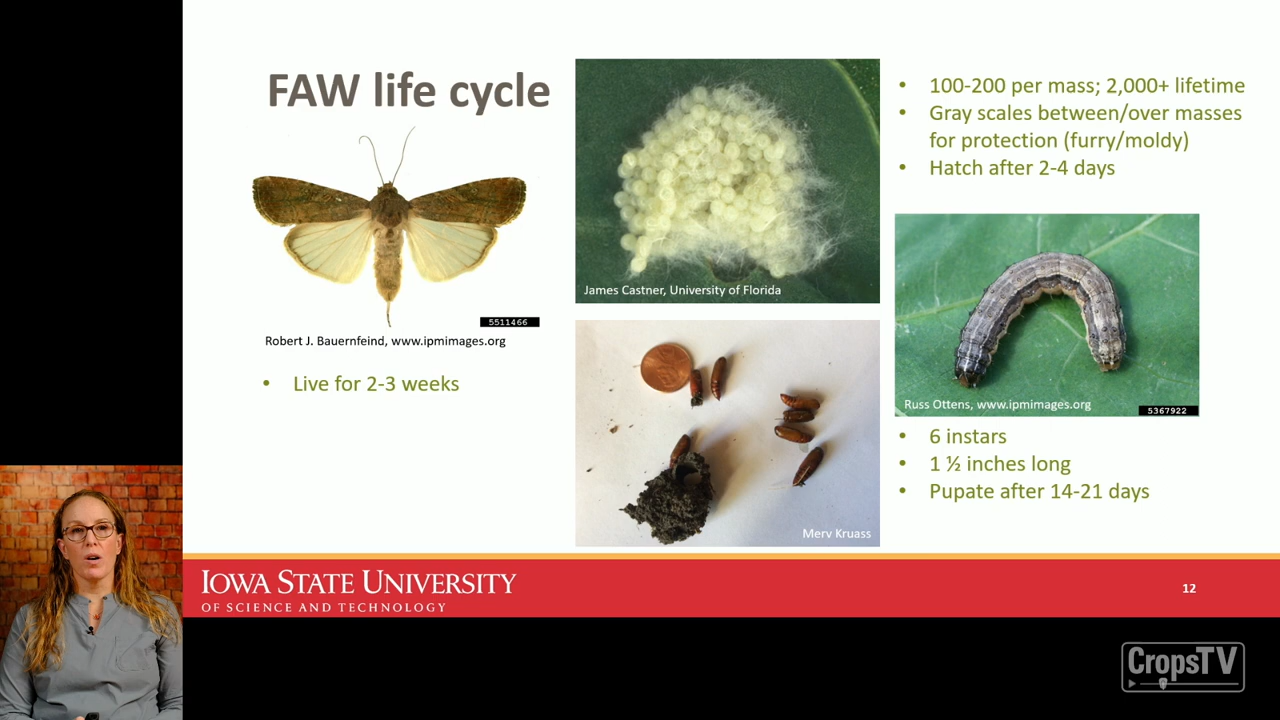 FAW life cycle
5511466
Robert J. Bauernfeind, www.ipmimages.org
• Live for 2-3 weeks
James Castner, University of Florida
Merv Kruass
• 100-200 per mass; 2,000+ lifetime
• Gray scales between/over masses
for protection (furry/moldy)
• Hatch after 2-4 days
Russ Ottens, www.ipmimages.org
5367922
• 6 instars
• 1 ½ inches long
• Pupate after 14-21 days
IOWA STATE UNIVERSITY
OF SCIENCE AND TECHNOLOGY
12
CropsTV